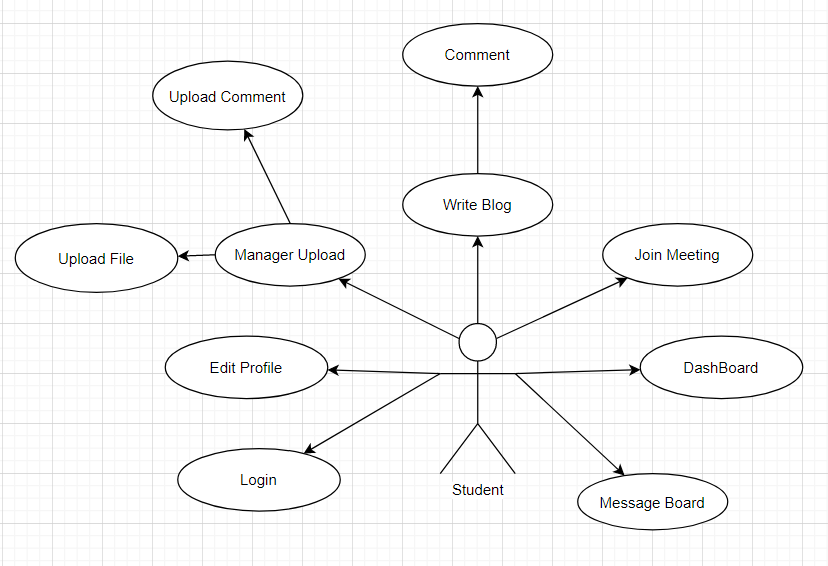 Comment
Upload Comment
Write Blog
Upload File
Manager Upload
Join Meeting
Edit Profile
DashBoard
Login
Student
Message Board